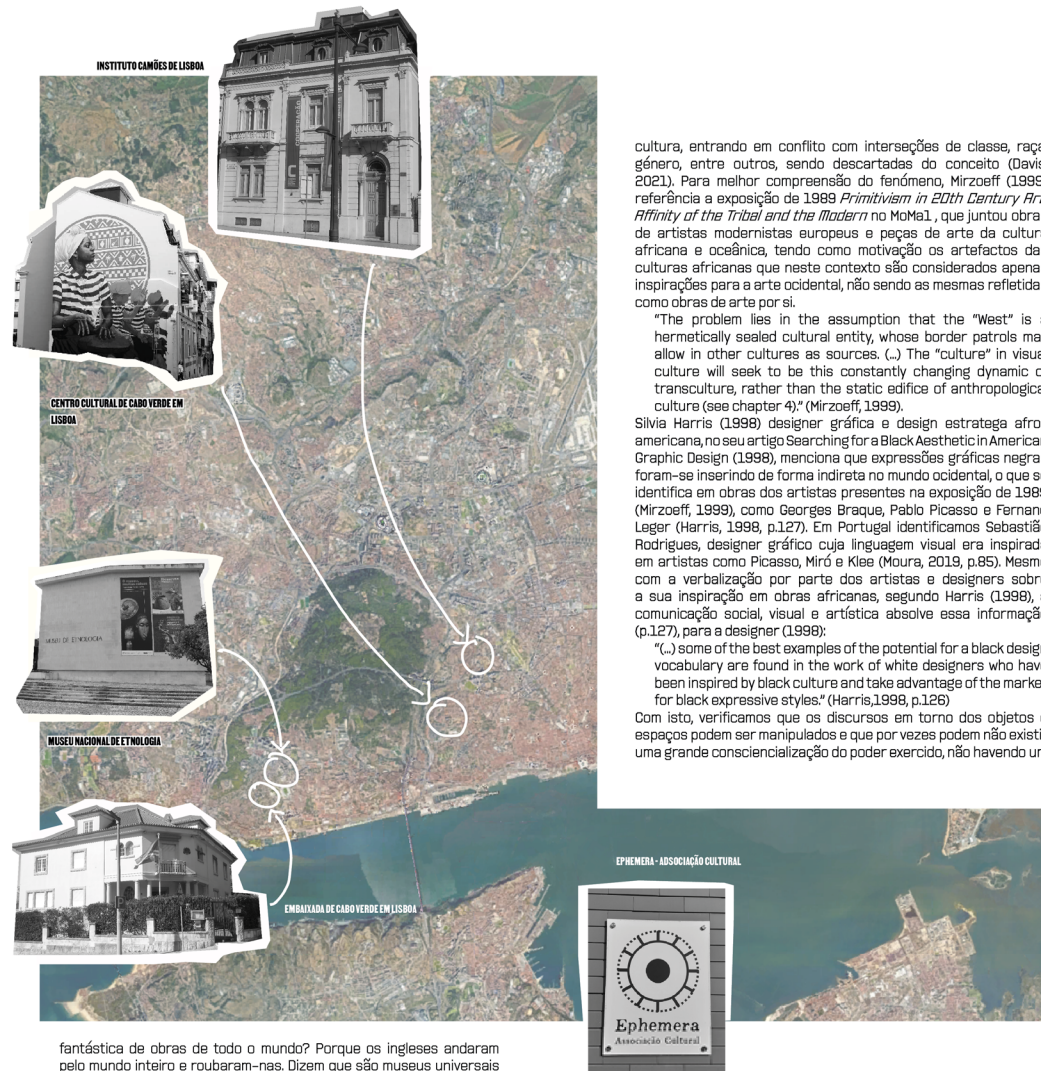 INSTITUTO CAMÕES DE LISBOA
CENTRO CULTURAL DE CABO VERDE EM
LISBOA
MUSEU NACIONAL DE ETNOLOGIA
EMBAIXADA DE CABO VERDE EM LISBOA
EPHEMERA - ADSOCIAÇÃO CULTURAL
Ephemera
Associação Cultural
fantástica de obras de todo o mundo? Porque os ingleses andaram
pelo mundo inteiro e roubaram-nas. Dizem que são museus universais
cultura, entrando em conflito com interseções de classe, raça
género, entre outros, sendo descartadas do conceito (Davis
2021). Para melhor compreensão do fenómeno, Mirzoeff (1999
referência a exposição de 1989 Primitivism in 20th Century Ar
Affinity of the Tribal and the Modern no MoMa1 , que juntou obra
de artistas modernistas europeus e peças de arte da cultura
africana e oceânica, tendo como motivação os artefactos da
culturas africanas que neste contexto são considerados apena
inspirações para a arte ocidental, não sendo as mesmas refletida
como obras de arte por si.
"The problem lies in the assumption that the "West" is
hermetically sealed cultural entity, whose border patrols ma
allow in other cultures as sources. (...) The "culture" in visua
culture will seek to be this constantly changing dynamic o
transculture, rather than the static edifice of anthropologica
culture (see chapter 4)." (Mirzoeff, 1999).
Silvia Harris (1998) designer gráfica e design estratega afro
americana, no seu artigo Searching for a Black Aesthetic in America
Graphic Design (1998), menciona que expressões gráficas negra
foram-se inserindo de forma indireta no mundo ocidental, o que s
identifica em obras dos artistas presentes na exposição de 198
(Mirzoeff, 1999), como Georges Braque, Pablo Picasso e Fernan
Leger (Harris, 1998, p.127). Em Portugal identificamos Sebastiã
Rodrigues, designer gráfico cuja linguagem visual era inspirad
em artistas como Picasso, Miró e Klee (Moura, 2019, p.85). Mesm
com a verbalização por parte dos artistas e designers sobr
a sua inspiração em obras africanas, segundo Harris (1998),
comunicação social, visual e artística absolve essa informaçã
(p.127), para a designer (1998):
"(...) some of the best examples of the potential for a black design
vocabulary are found in the work of white designers who have
been inspired by black culture and take advantage of the marke
for black expressive styles." (Harris,1998, p.126)
Com isto, verificamos que os discursos em torno dos objetos
espaços podem ser manipulados e que por vezes podem não existi
uma grande consciencialização do poder exercido, não havendo u